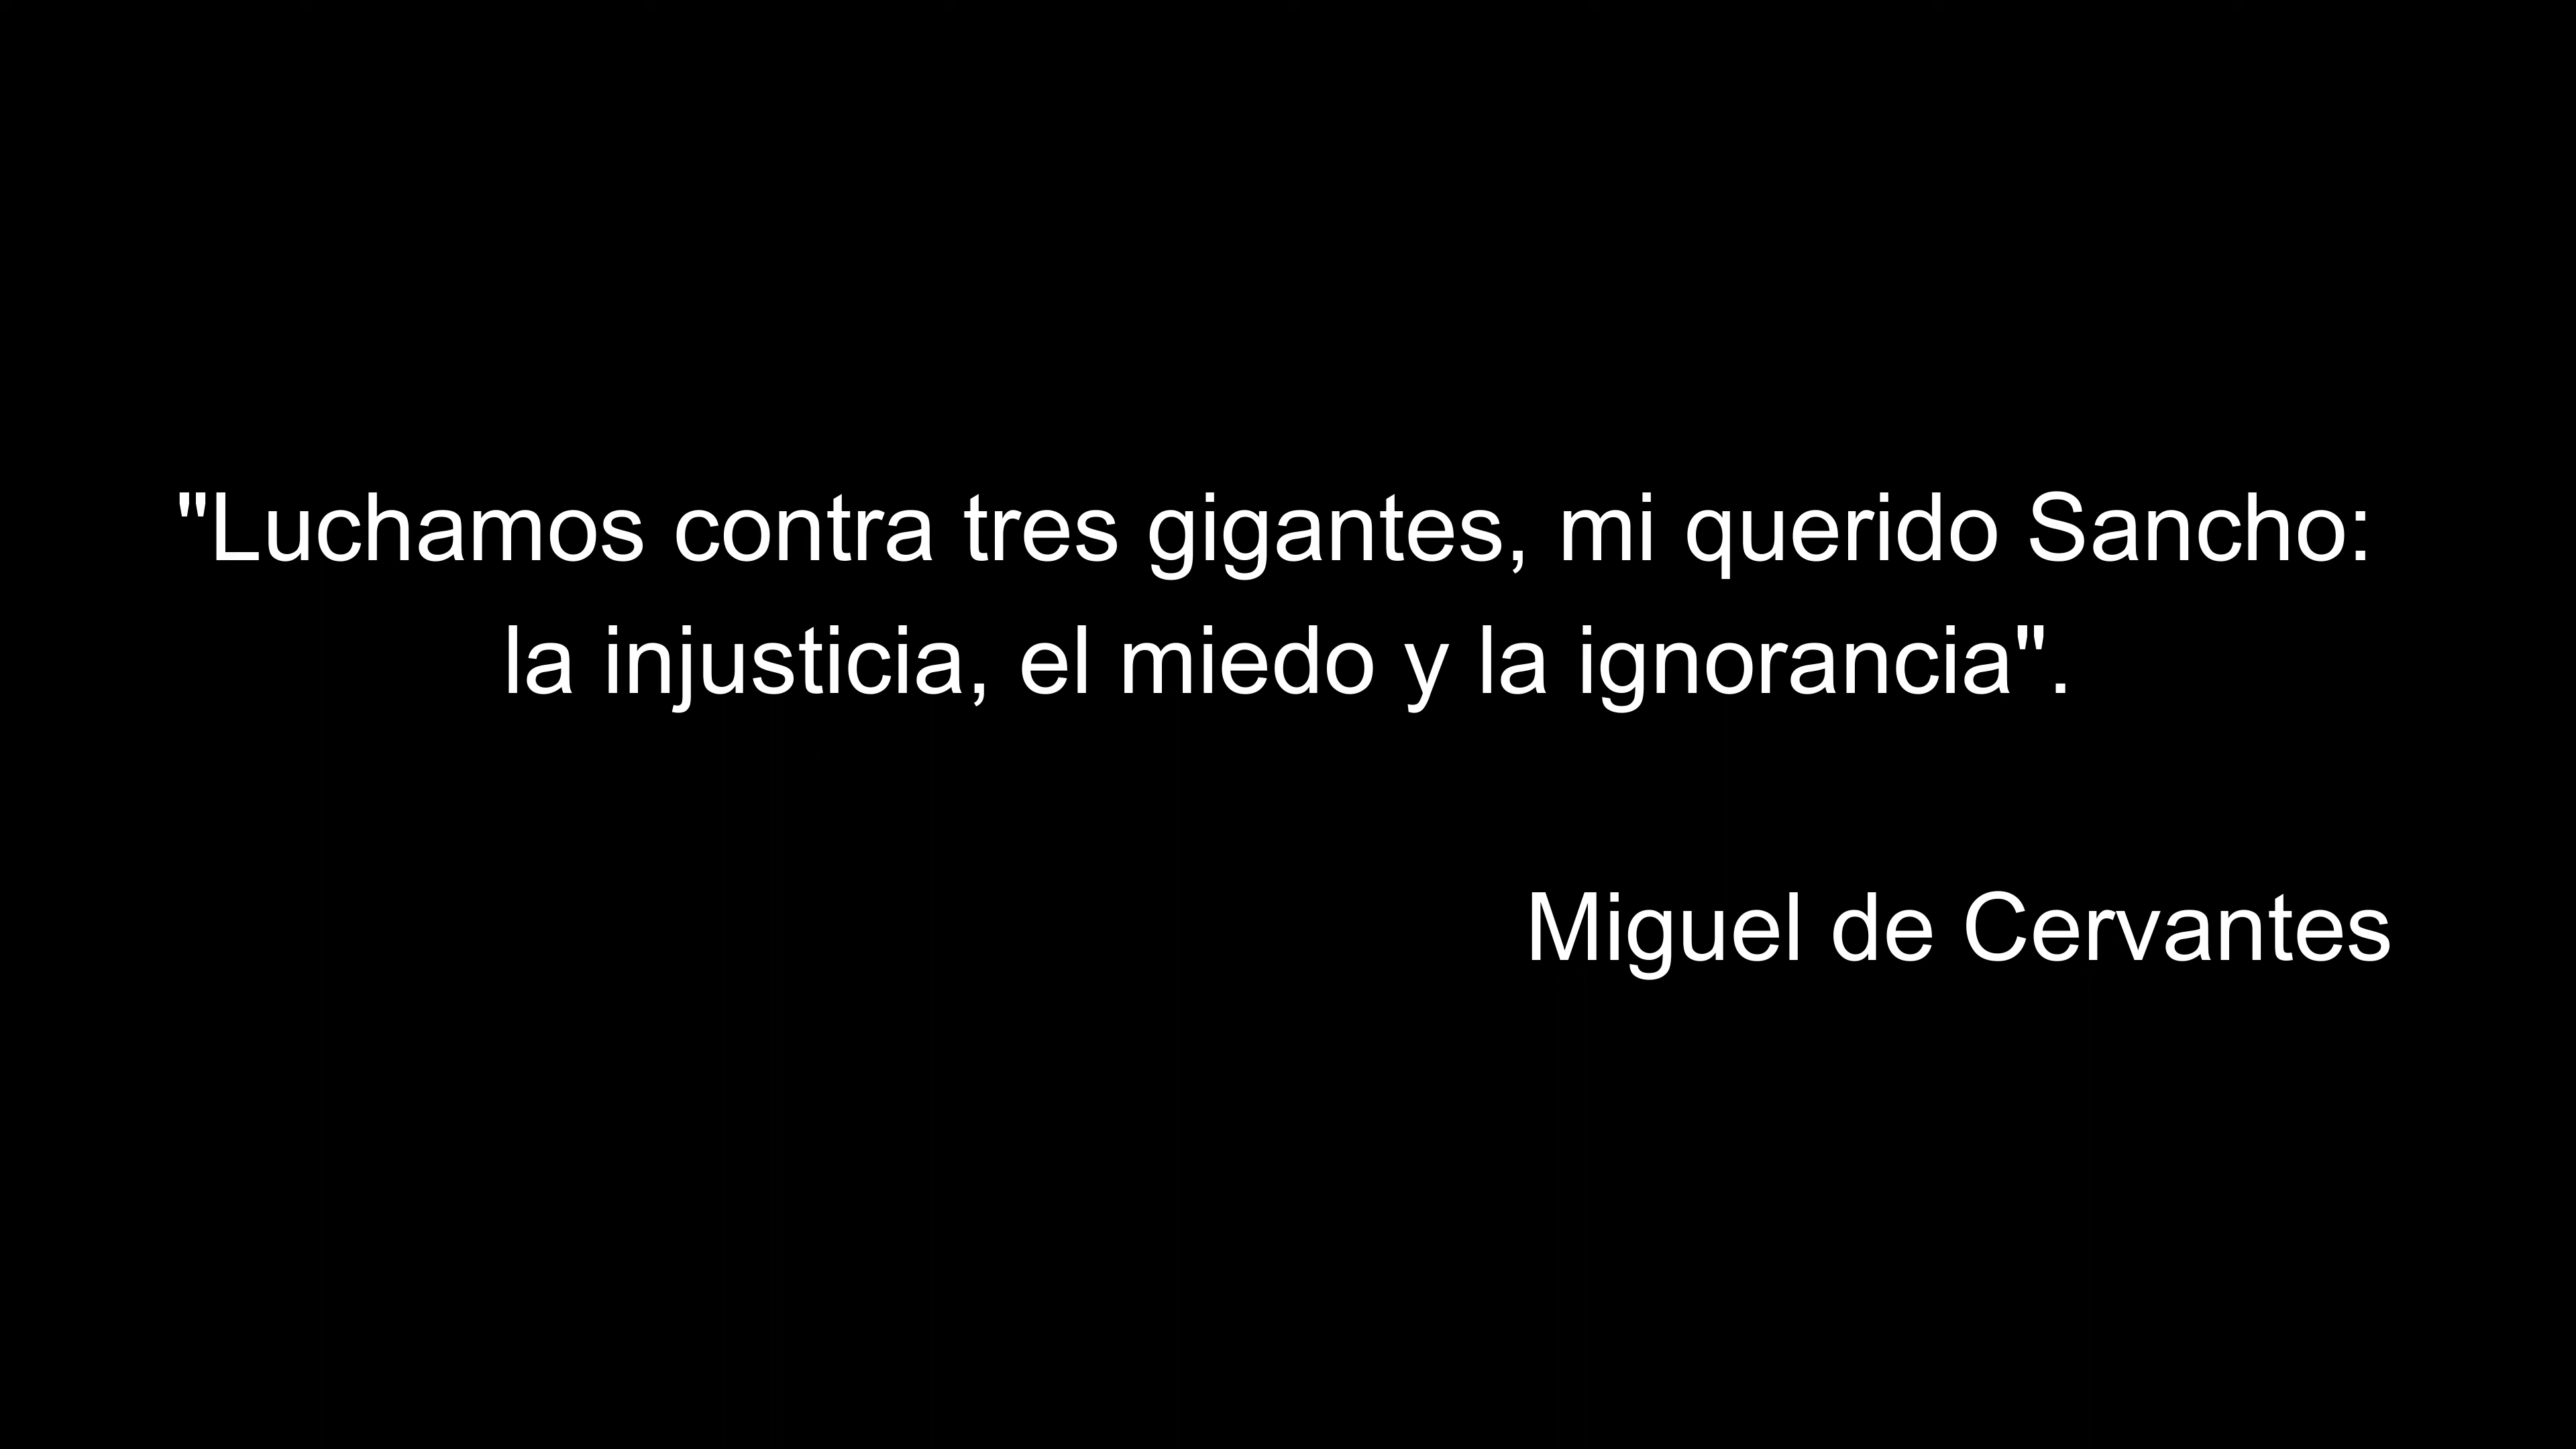 "Luchamos contra tres gigantes, mi querido Sancho:
la injusticia, el miedo y la ignorancia".
Miguel de Cervantes